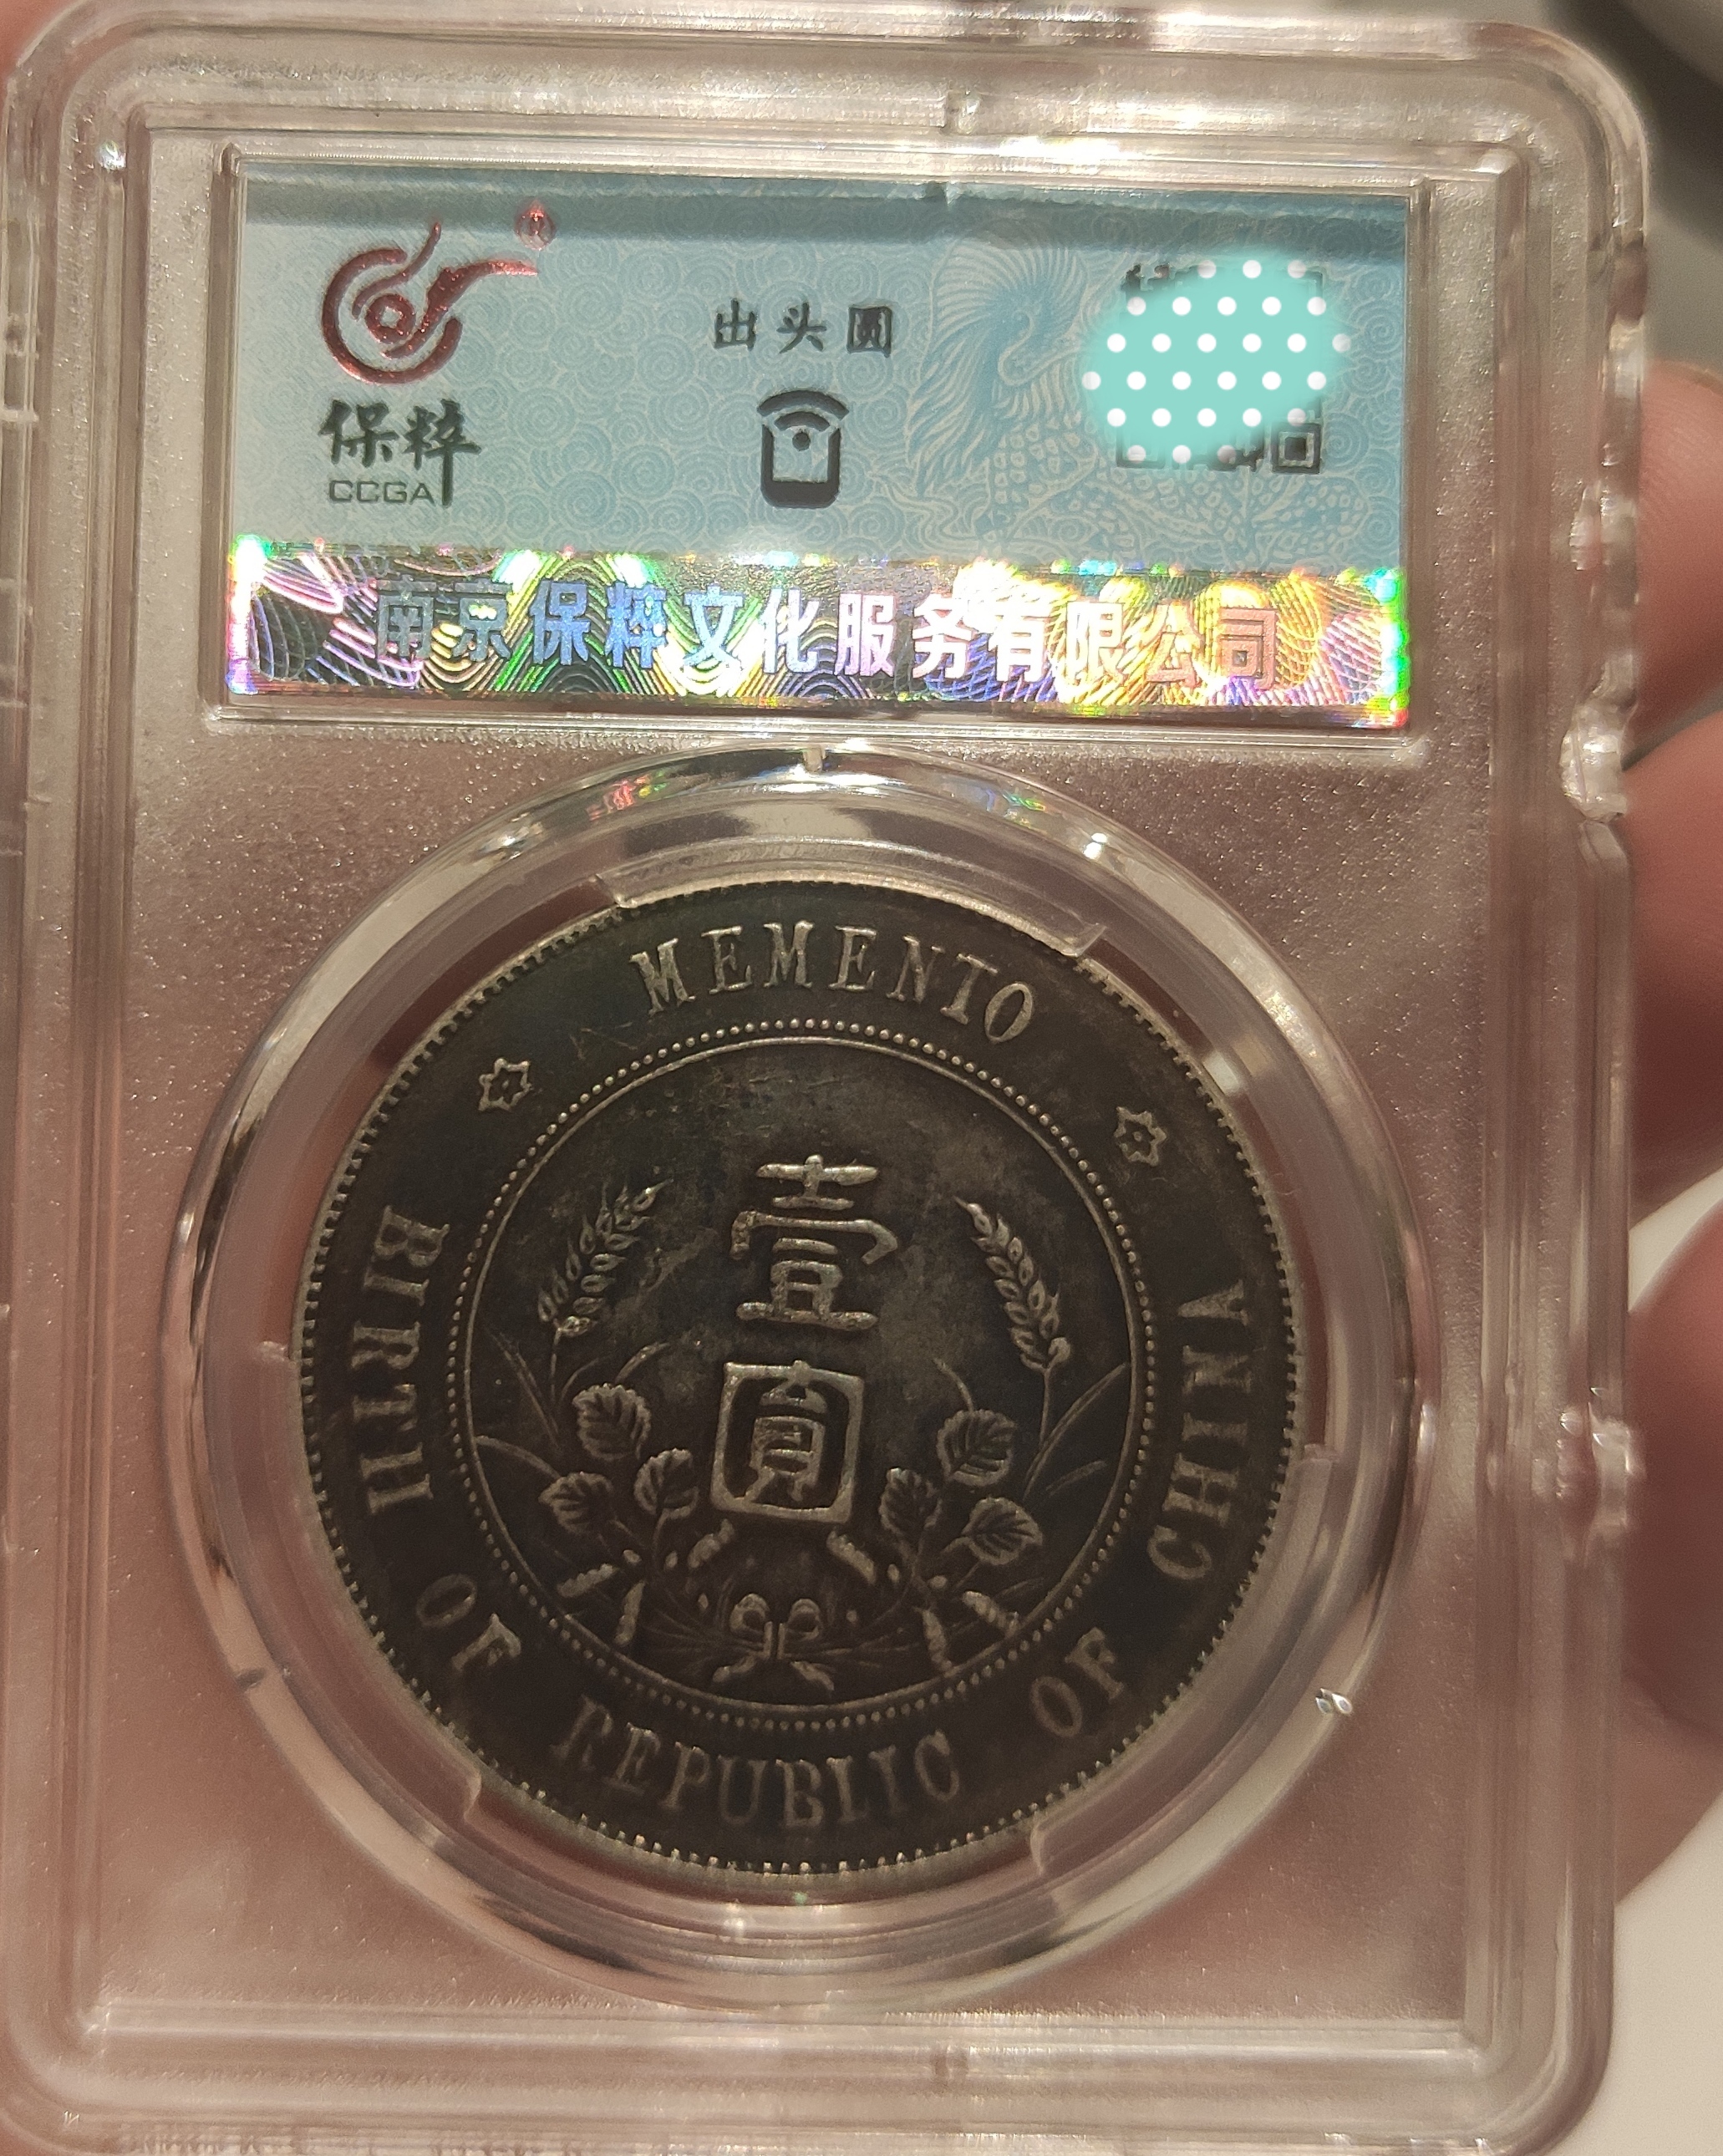 ®
出头圆
保粹
CCGA
南京保粹文化服务有限公司
MEMENTO
壹
圓
BIRTH OF REPUBLIC OF CHINA